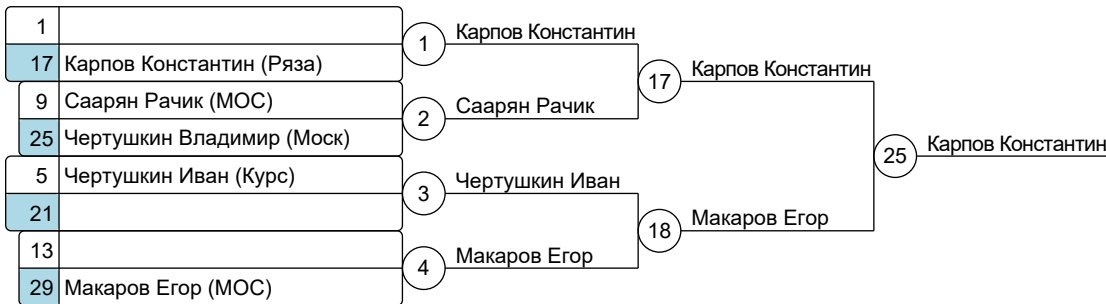 1
17 Карпов Константин (Ряза)
9 Саарян Рачик (МОС)
25 Чертушкин Владимир (Моск)
5 Чертушкин Иван (Курс)
21
13
29 Макаров Егор (МОС)
1 Карпов Константин
2 Саарян Рачик
3 Чертушкин Иван
4 Макаров Егор
17 Карпов Константин
18 Макаров Егор
25 Карпов Константин